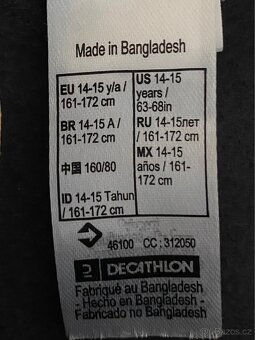 Made in Bangladesh
EU 14-15 y/a /
161-172 cm
BR 14-15 A /
161-172 cm
中国 160/80
ID 14-15 Tahun
/ 161-172 cm
US 14-15
years /
63-68in
RU 14-15лет
/ 161-172 cm
MX 14-15
años / 161-
172 cm
46100 CC : 312050
DECATHLON
Fabriqué au Bangladesh
- Hecho en Bangladesh -
Fabricado no Bangladesh